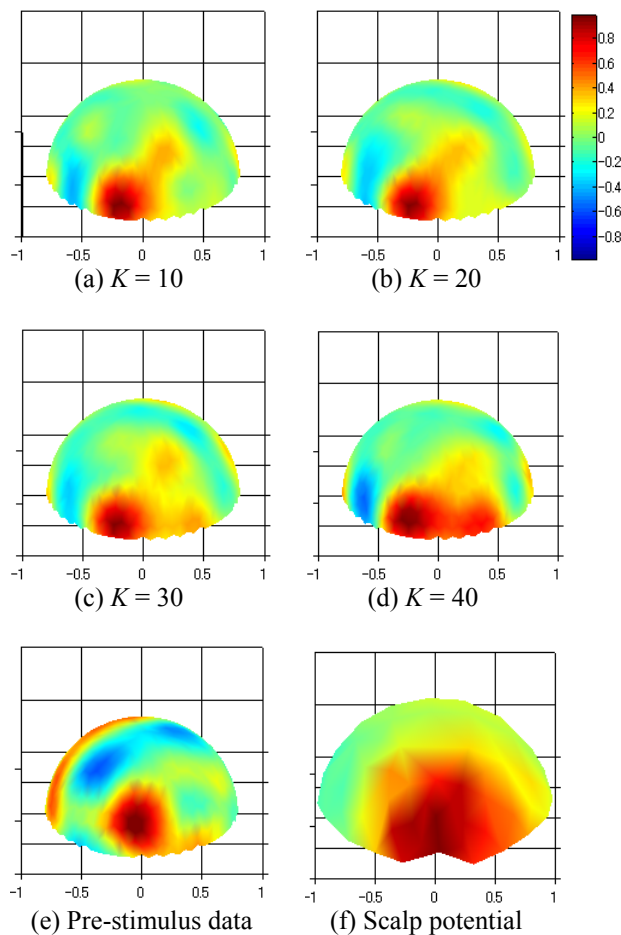 0.8
0.6
0.4
0.2
0
-0.2
-0.4
-0.6
-0.8
-1 -0.5 0 0.5 1
-1 -0.5 0 0.5 1
(a) K = 10
(b) K = 20
-1 -0.5 0 0.5 1
-1 -0.5 0 0.5 1
(c) K = 30
(d) K = 40
-1 -0.5 0 0.5 1
-1 -0.5 0 0.5 1
(e) Pre-stimulus data
(f) Scalp potential